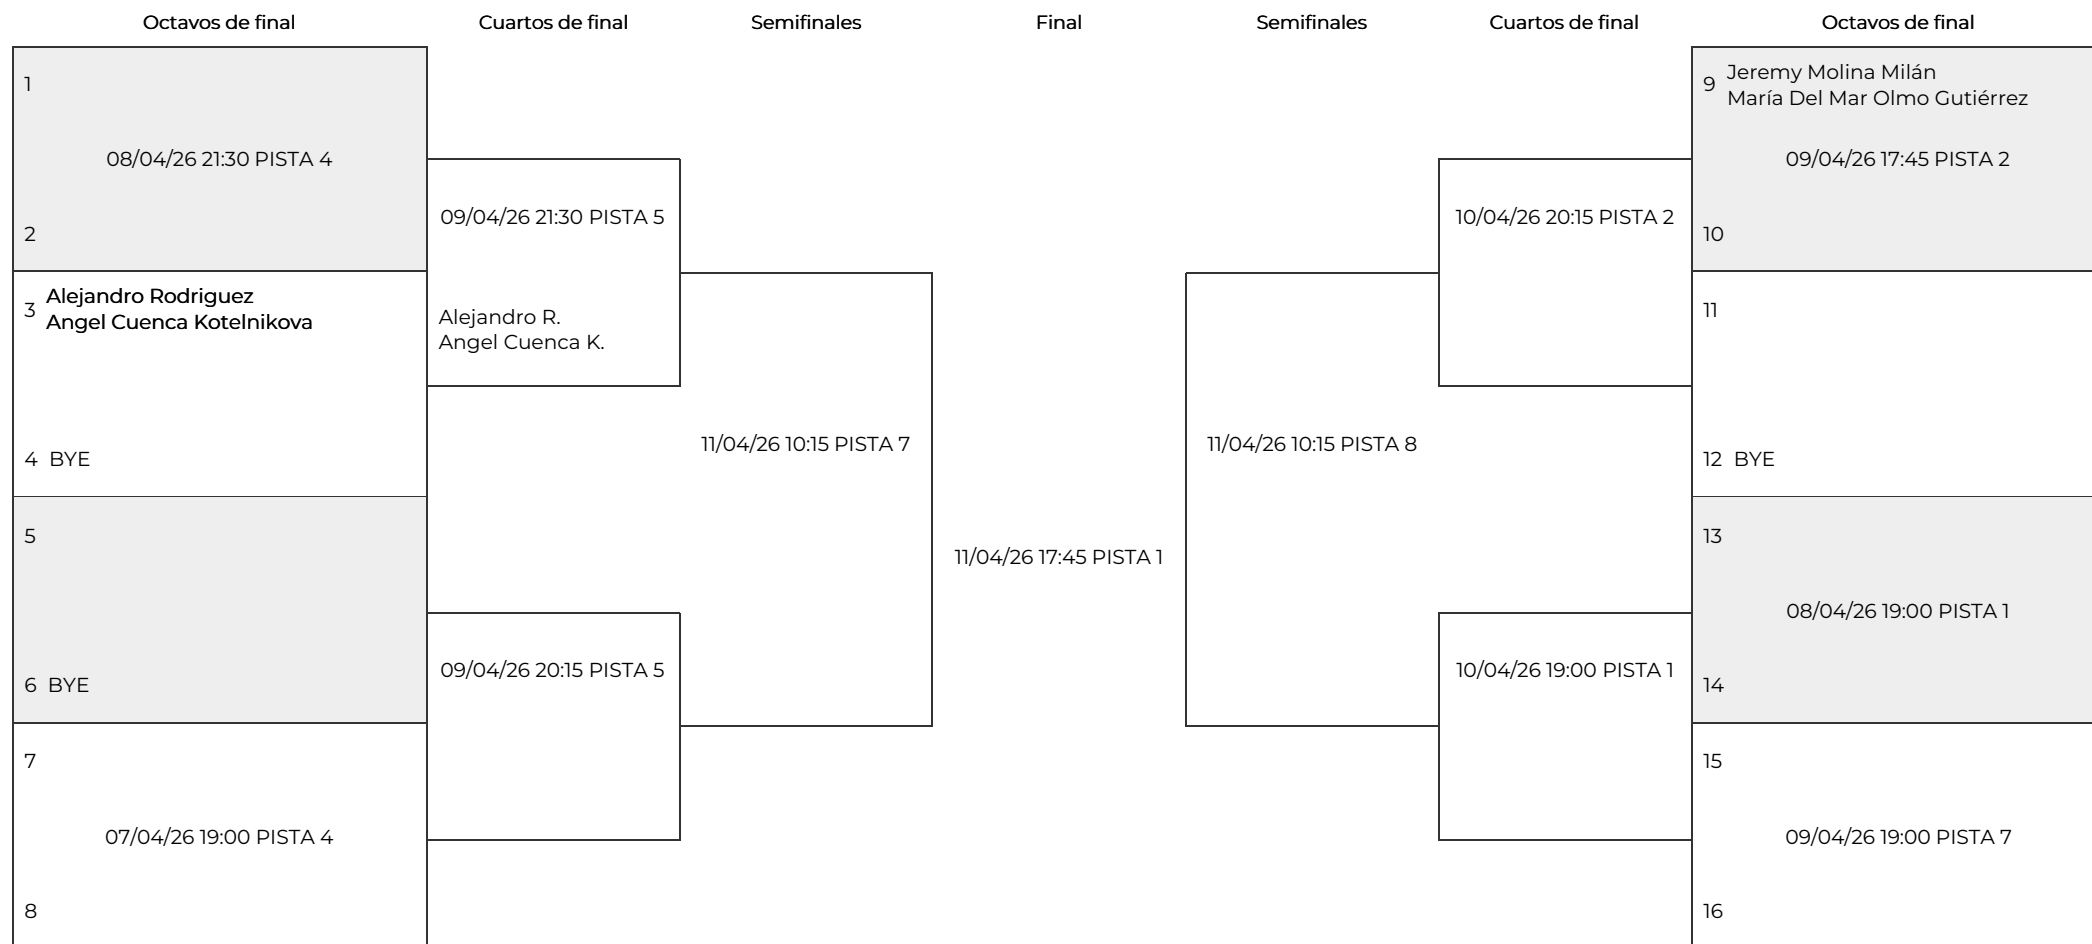 Octavos de final
Cuartos de final
Semifinales
Final
Semifinales
Cuartos de final
Octavos de final
1
08/04/26 21:30 PISTA 4
2
3 Alejandro Rodriguez
Angel Cuenca Kotelnikova
4 BYE
5
6 BYE
7
07/04/26 19:00 PISTA 4
8
09/04/26 21:30 PISTA 5
Alejandro R.
Angel Cuenca K.
09/04/26 20:15 PISTA 5
11/04/26 10:15 PISTA 7
11/04/26 17:45 PISTA 1
11/04/26 10:15 PISTA 8
10/04/26 20:15 PISTA 2
10/04/26 19:00 PISTA 1
9 Jeremy Molina Milán
María Del Mar Olmo Gutiérrez
09/04/26 17:45 PISTA 2
10
11
12 BYE
13
08/04/26 19:00 PISTA 1
14
15
09/04/26 19:00 PISTA 7
16